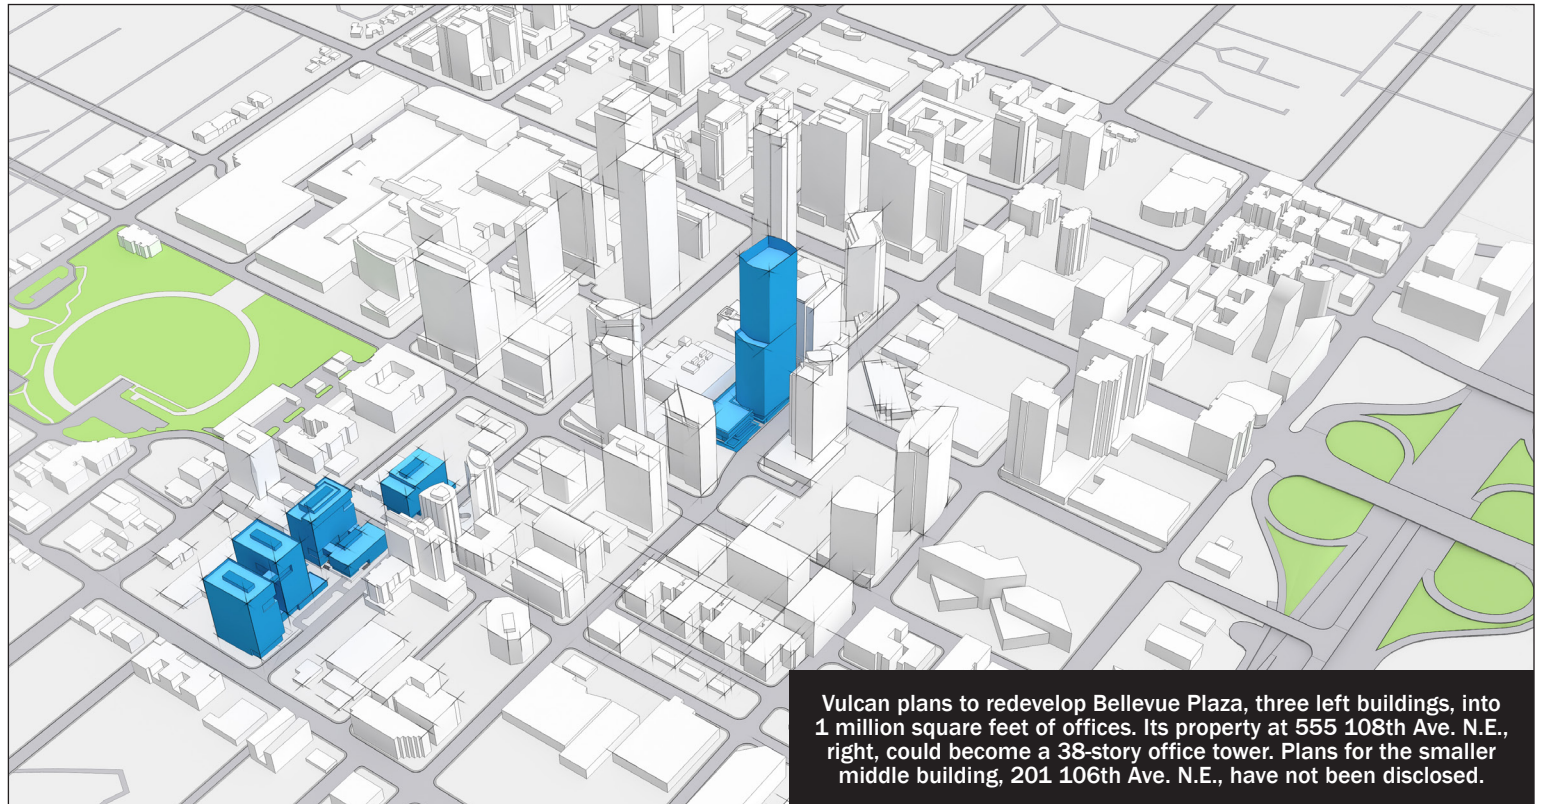 Vulcan plans to redevelop Bellevue Plaza, three left buildings, into
1 million square feet of offices. Its property at 555 108th Ave. N.E.,
right, could become a 38-story office tower. Plans for the smaller
middle building, 201 106th Ave. N.E., have not been disclosed.